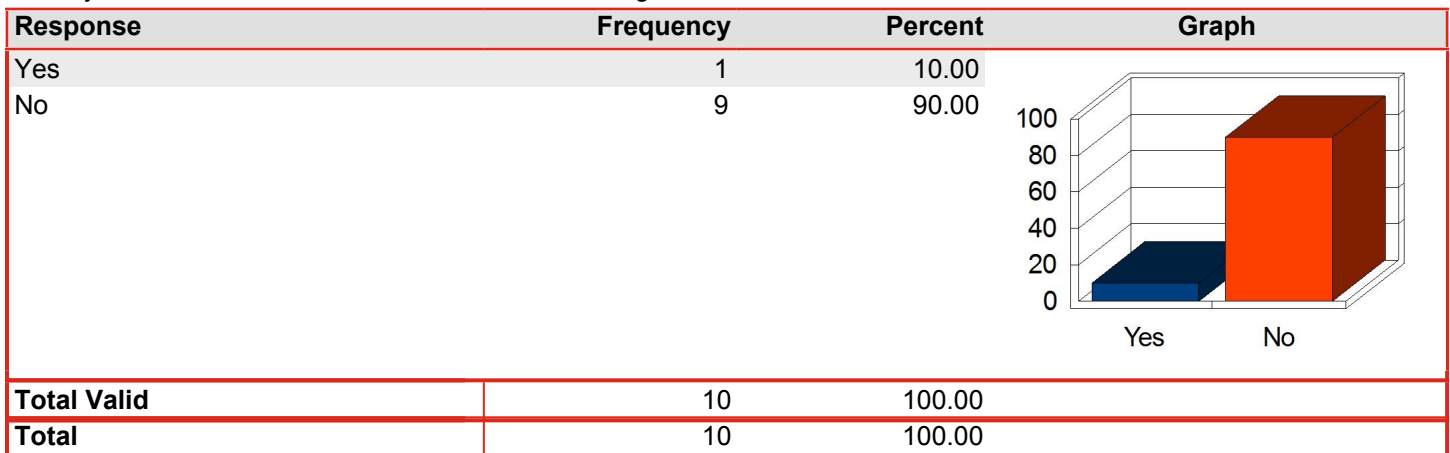 Response Frequency Percent Graph
Yes 1 10.00
No 9 90.00
100
80
60
40
20
0
Yes No
Total Valid 10 100.00
Total 10 100.00